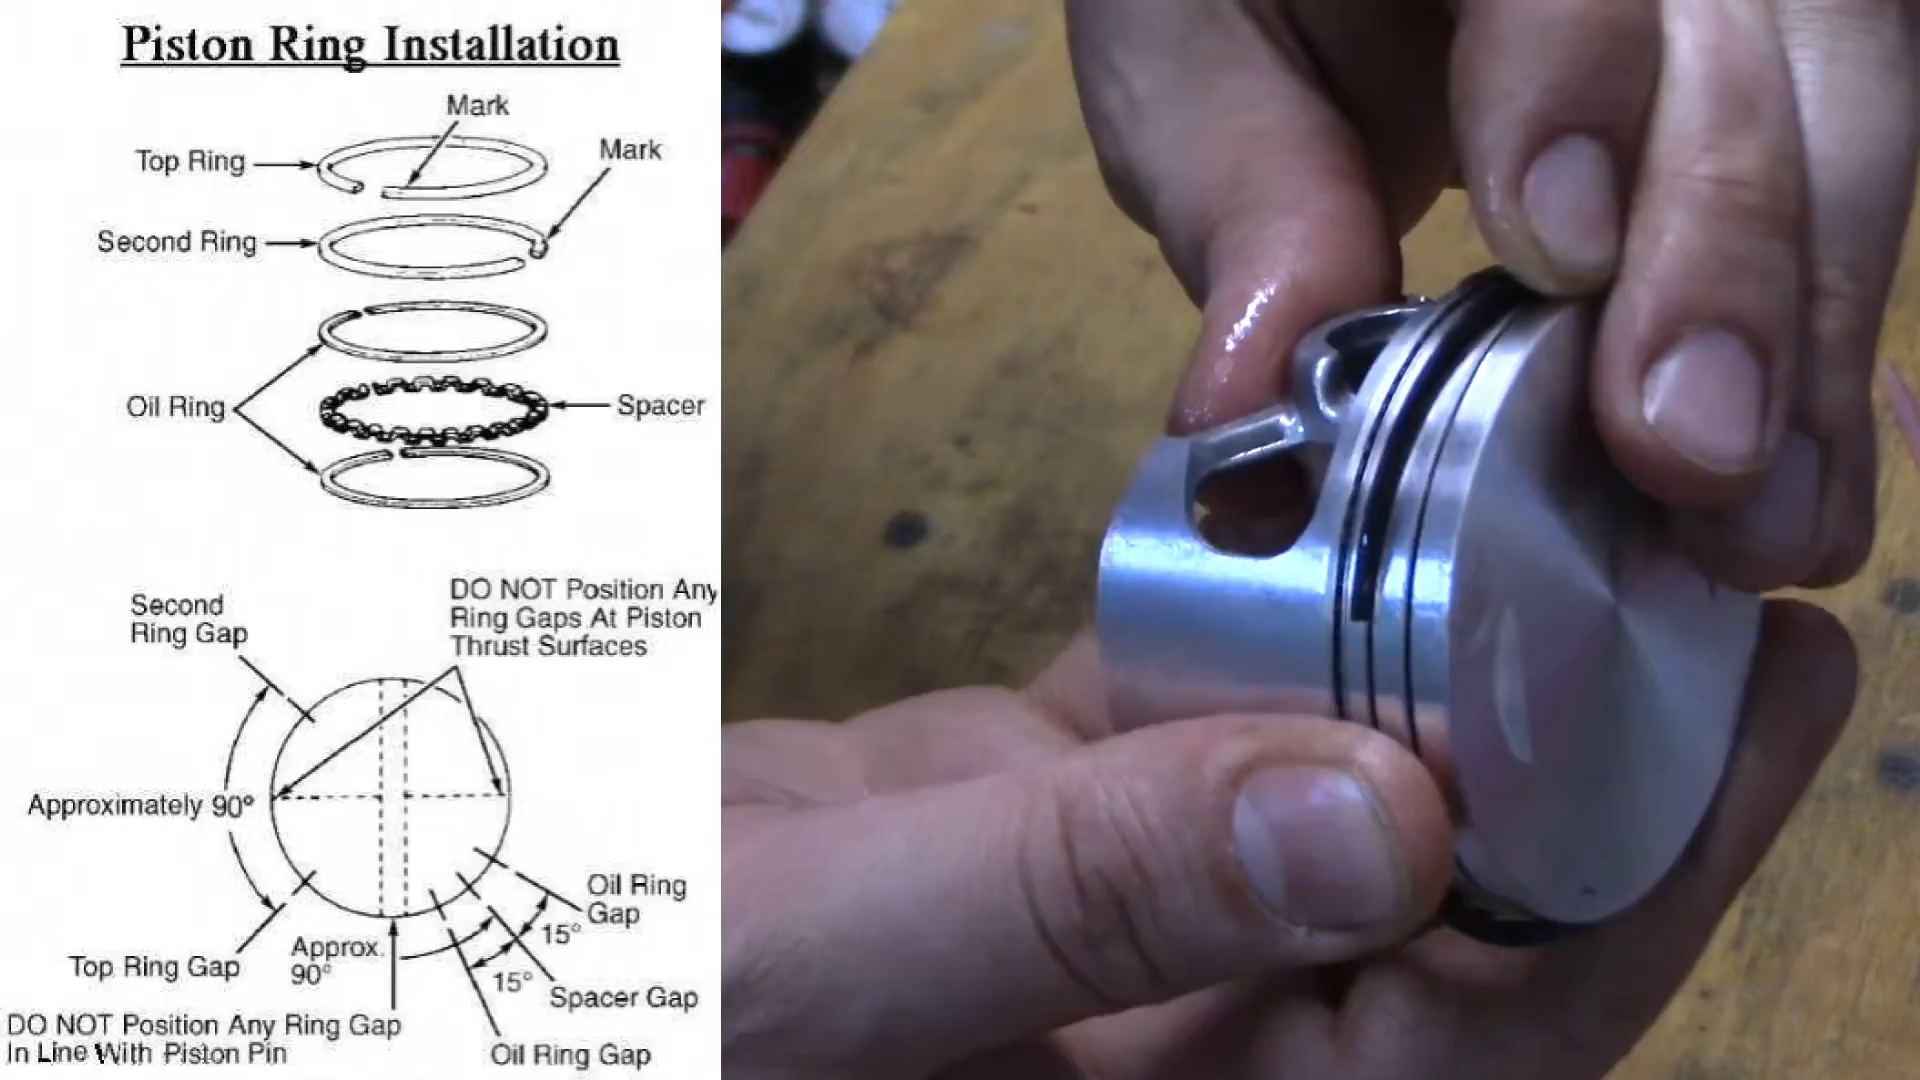 Piston Ring Installation
Mark
Mark
Top Ring
Second Ring
Oil Ring
Spacer
Second
Ring Gap
DO NOT Position Any
Ring Gaps At Piston
Thrust Surfaces
Approximately 90°
Oil Ring
Gap
15°
Approx.
90°
15°
Top Ring Gap
Spacer Gap
DO NOT Position Any Ring Gap
In Line With Piston Pin
Oil Ring Gap